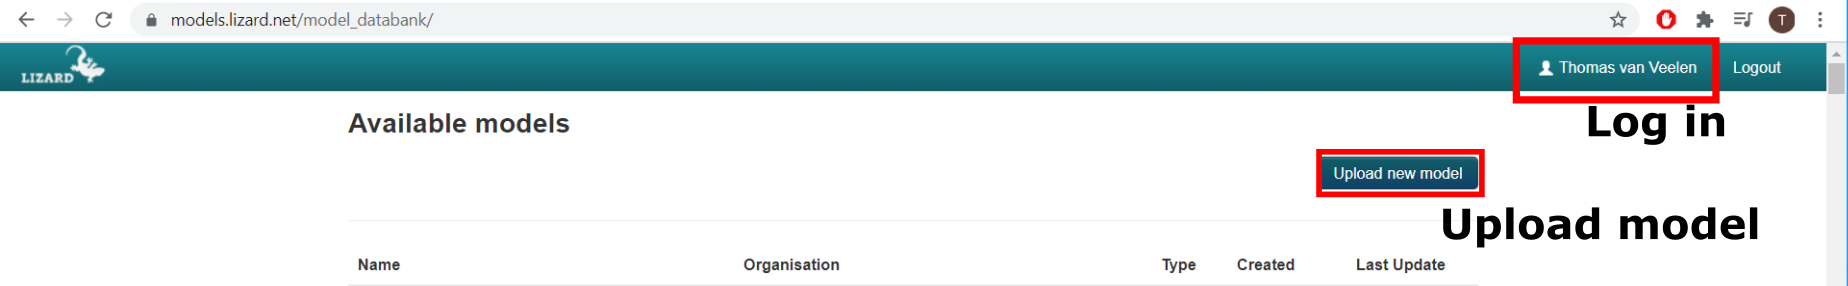 models.lizard.net/model_databank/
T
LIZARD
Thomas van Veelen
Logout
Log in
Available models
Upload new model
Upload model
Name Organisation Type Created Last Update